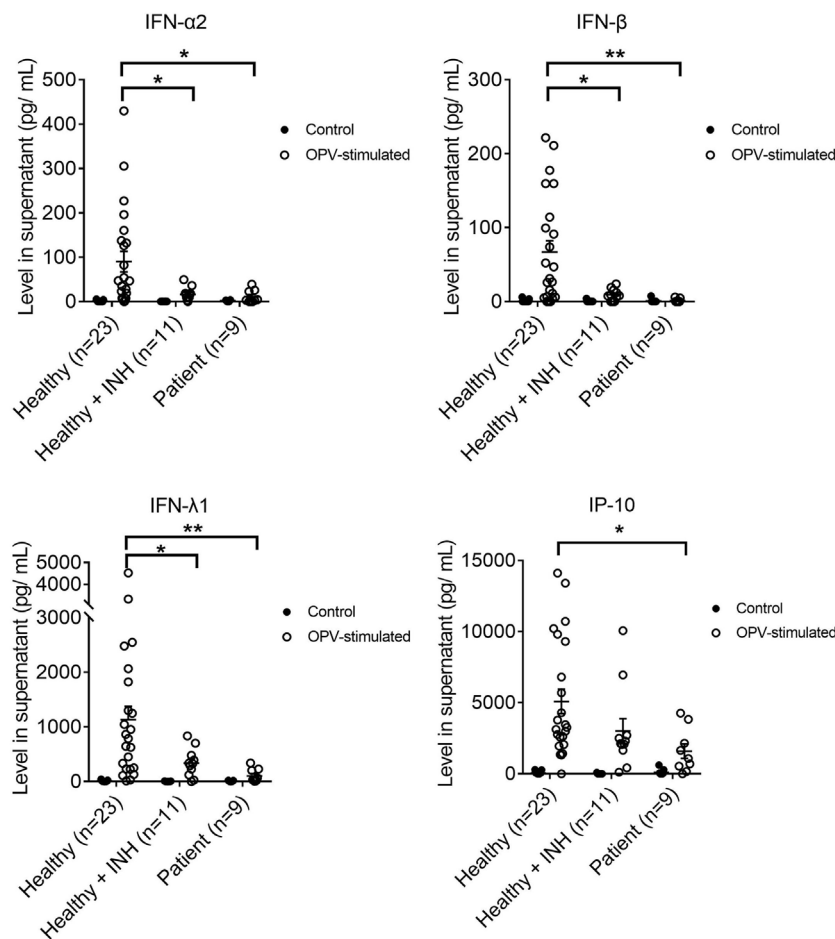 IFN-α2
*
*
Level in supernatant (pg/ mL)
500
400
300
200
100
0
Control
OPV-stimulated
Healthy (n=23)
Healthy + INH (n=11)
Patient (n=9)
IFN-β
**
*
Level in supernatant (pg/ mL)
300
200
100
0
Control
OPV-stimulated
Healthy (n=23)
Healthy + INH (n=11)
Patient (n=9)
IFN-λ1
**
*
Level in supernatant (pg/ mL)
5000
4000
3000
2000
1000
0
Control
OPV-stimulated
Healthy (n=23)
Healthy + INH (n=11)
Patient (n=9)
IP-10
*
Level in supernatant (pg/ mL)
15000
10000
5000
0
Control
OPV-stimulated
Healthy (n=23)
Healthy + INH (n=11)
Patient (n=9)